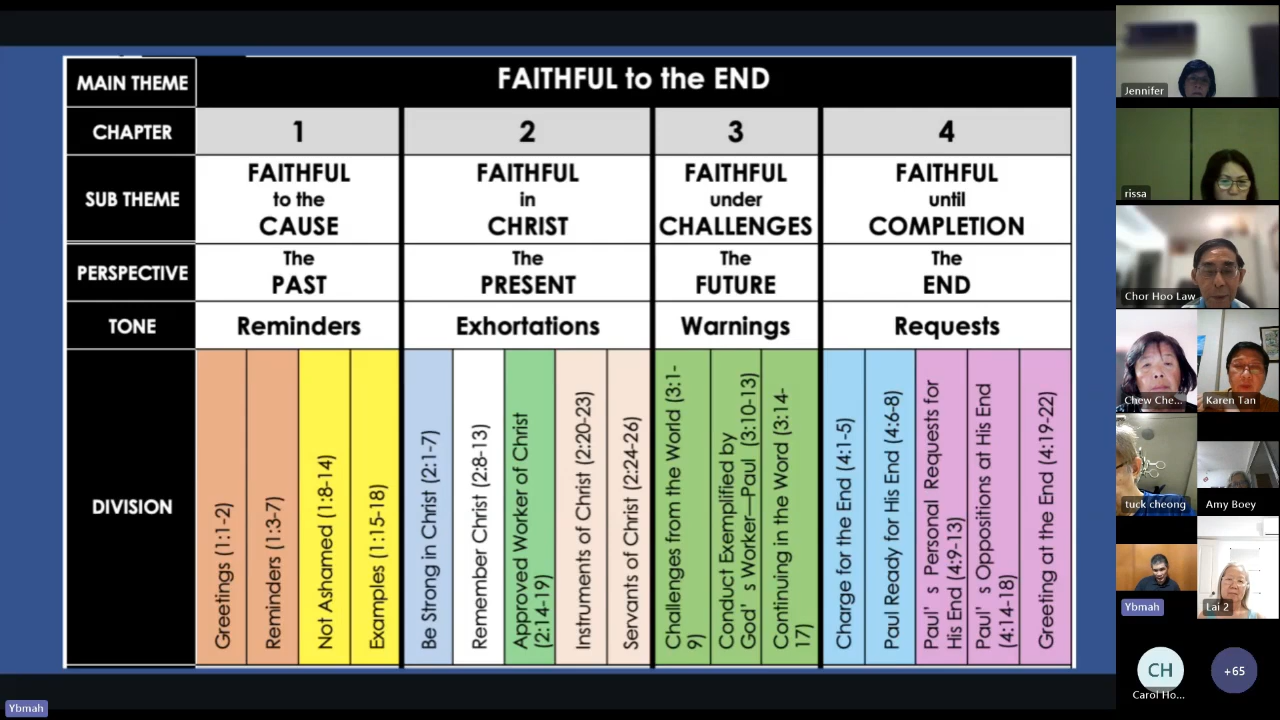 MAIN THEME
FAITHFUL to the END
CHAPTER
1
2
3
4
SUB THEME
FAITHFUL
to the
CAUSE
FAITHFUL
in
CHRIST
FAITHFUL
under
CHALLENGES
FAITHFUL
until
COMPLETION
PERSPECTIVE
The
PAST
The
PRESENT
The
FUTURE
The
END
TONE
Reminders
Exhortations
Warnings
Requests
DIVISION
Greetings (1:1-2)
Reminders (1:3-7)
Not Ashamed (1:8-14)
Examples (1:15-18)
Be Strong in Christ (2:1-7)
Remember Christ (2:8-13)
Approved Worker of Christ
(2:14-19)
Instruments of Christ (2:20-23)
Servants of Christ (2:24-26)
Challenges from the World (3:1-
9)
Conduct Exemplified by
God' s Worker—Paul (3:10-13)
Continuing in the Word (3:14-
17)
Charge for the End (4:1-5)
Paul Ready for His End (4:6-8)
Paul' s Personal Requests for
His End (4:9-13)
Paul' s Oppositions at His End
(4:14-18)
Greeting at the End (4:19-22)
Jennifer
rissa
Chor Hoo Law
Chew Che...
Karen Tan
tuck cheong
Amy Boey
Ybmah
Lai 2
CH
Carol Ho...
+65
Ybmah